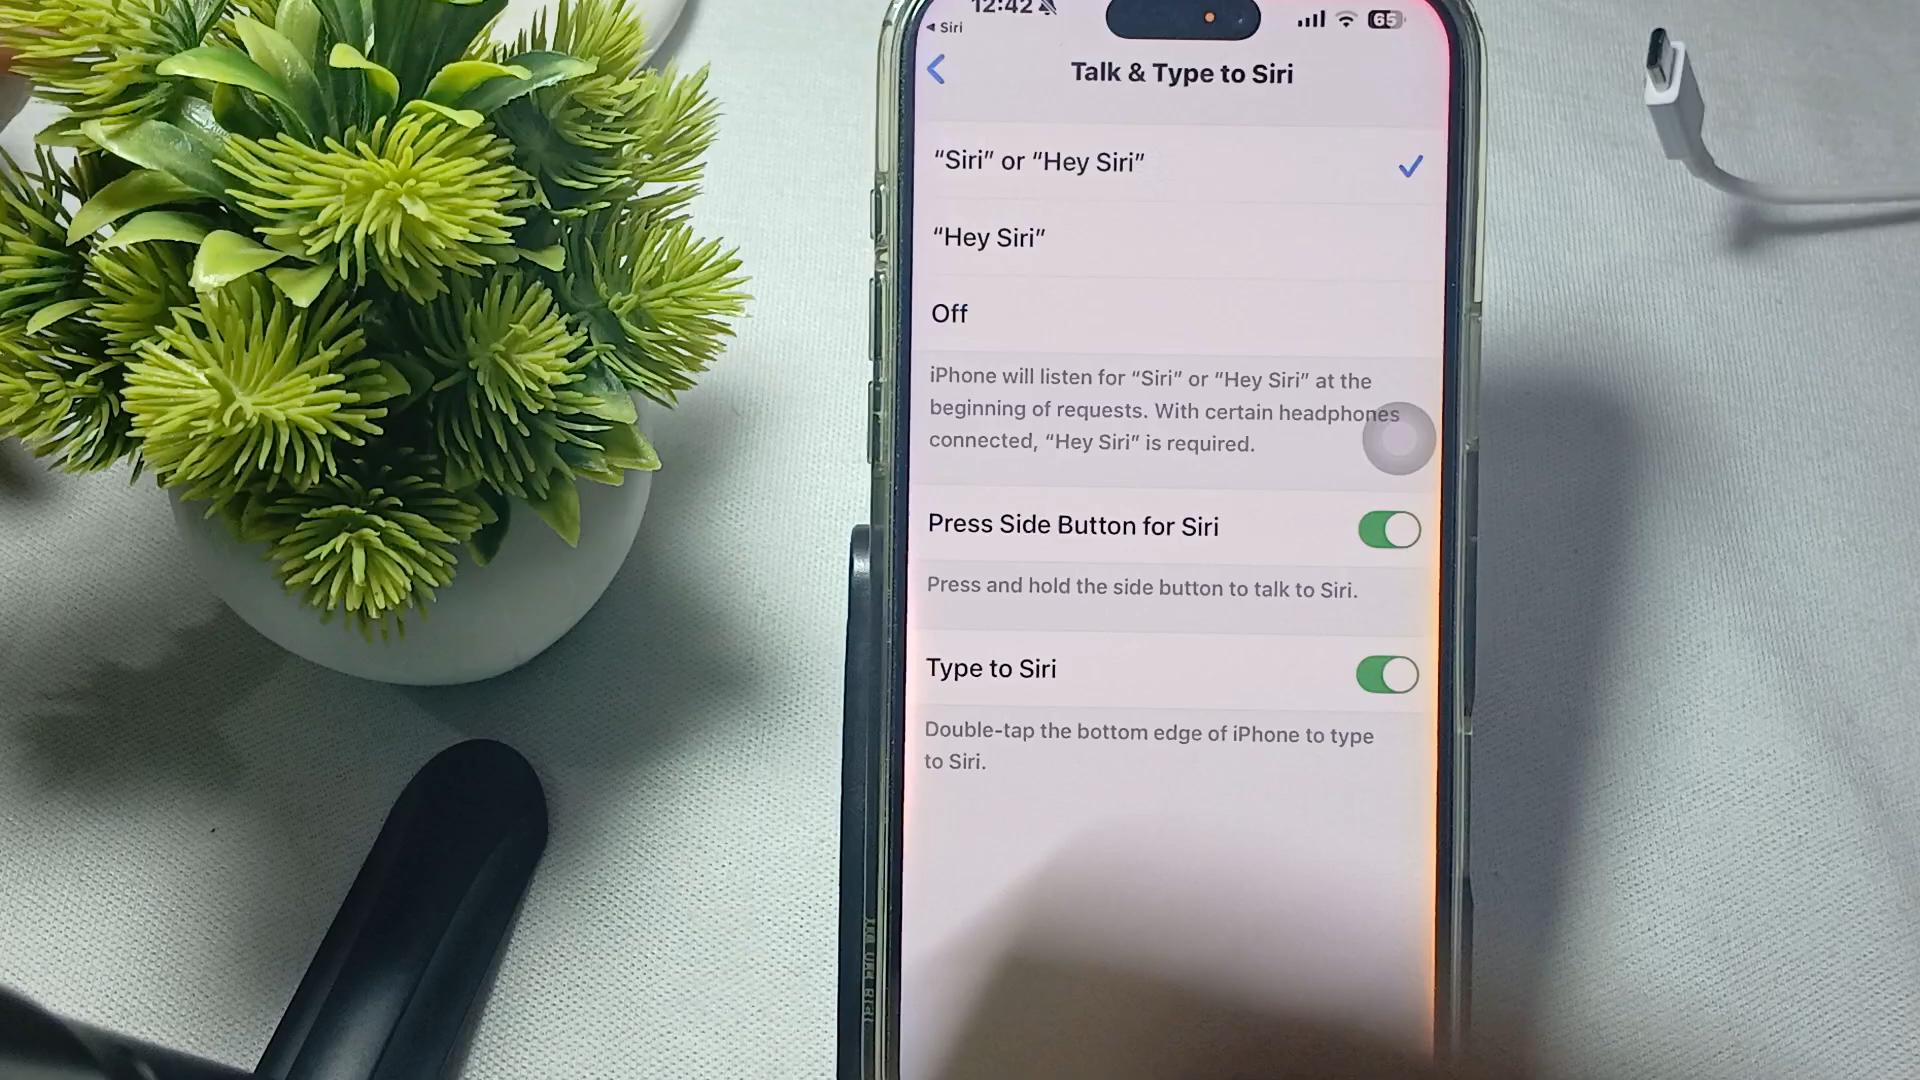 12:42
◀ Siri
65
Talk & Type to Siri
“Siri” or “Hey Siri”
“Hey Siri”
Off
iPhone will listen for “Siri” or “Hey Siri” at the
beginning of requests. With certain headphones
connected, “Hey Siri” is required.
Press Side Button for Siri
Press and hold the side button to talk to Siri.
Type to Siri
Double-tap the bottom edge of iPhone to type
to Siri.